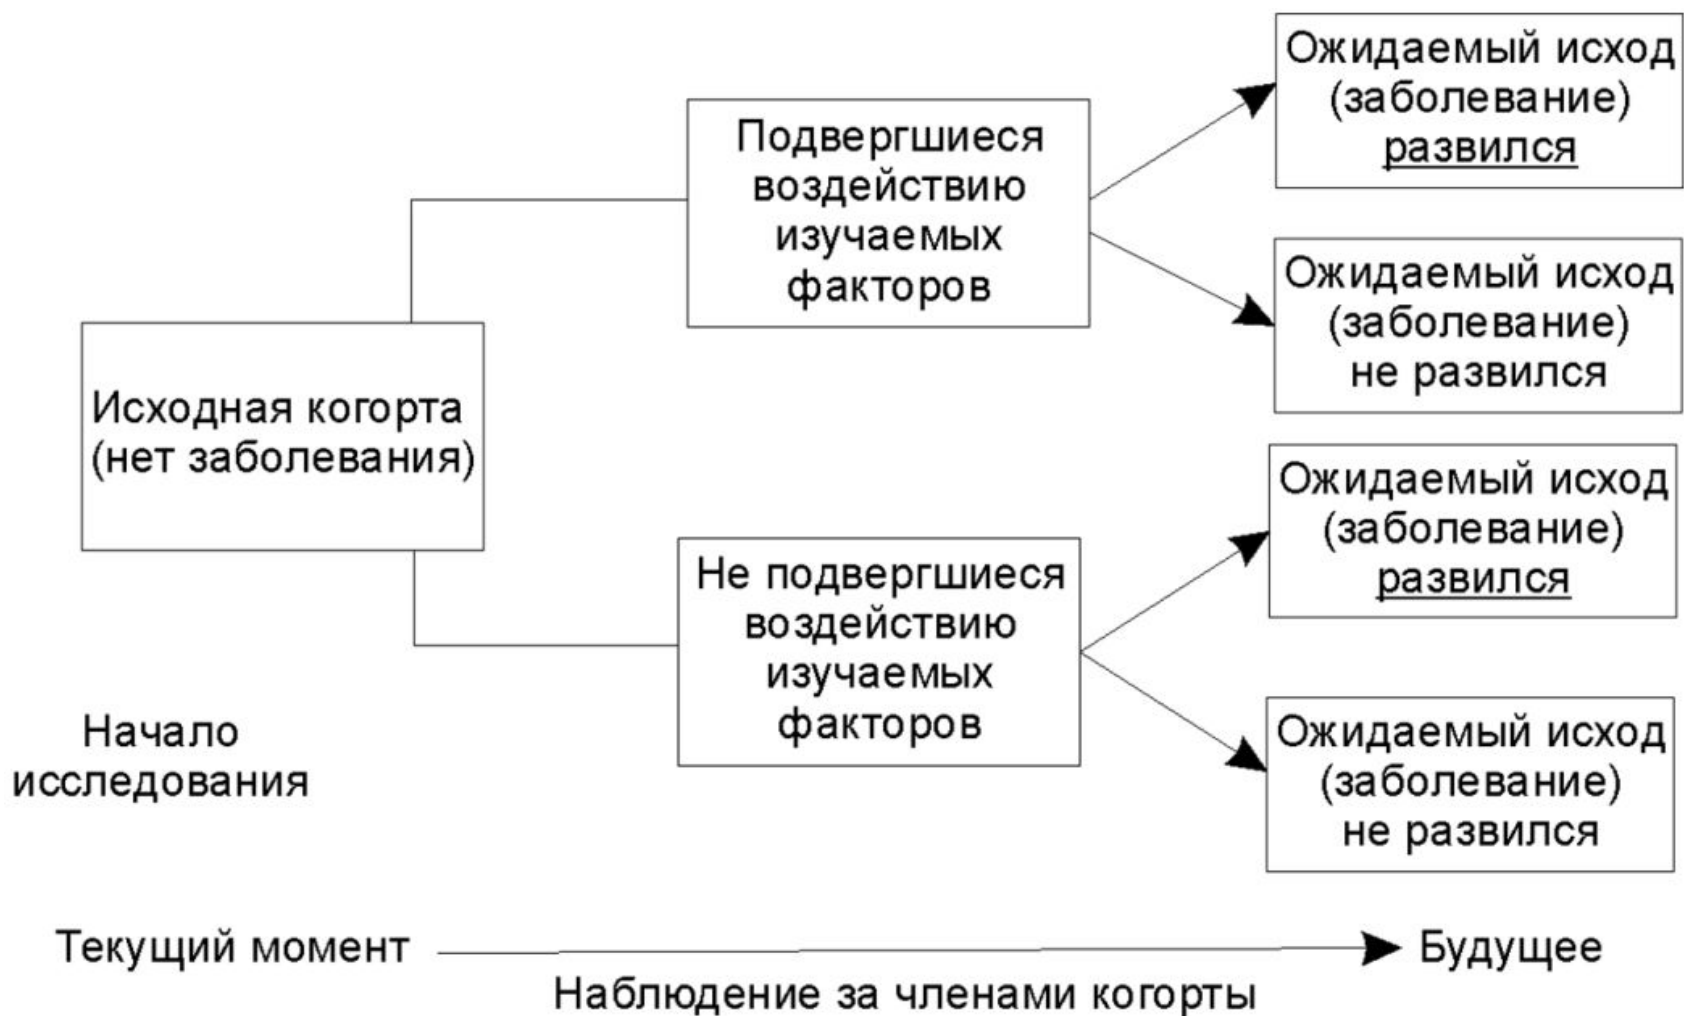 Исходная когорта
(нет заболевания)
Подвергшиеся
воздействию
изучаемых
факторов
Ожидаемый исход
(заболевание)
развился
Ожидаемый исход
(заболевание)
не развился
Не подвергшиеся
воздействию
изучаемых
факторов
Ожидаемый исход
(заболевание)
развился
Ожидаемый исход
(заболевание)
не развился
Начало
исследования
Текущий момент
Будущее
Наблюдение за членами когорты